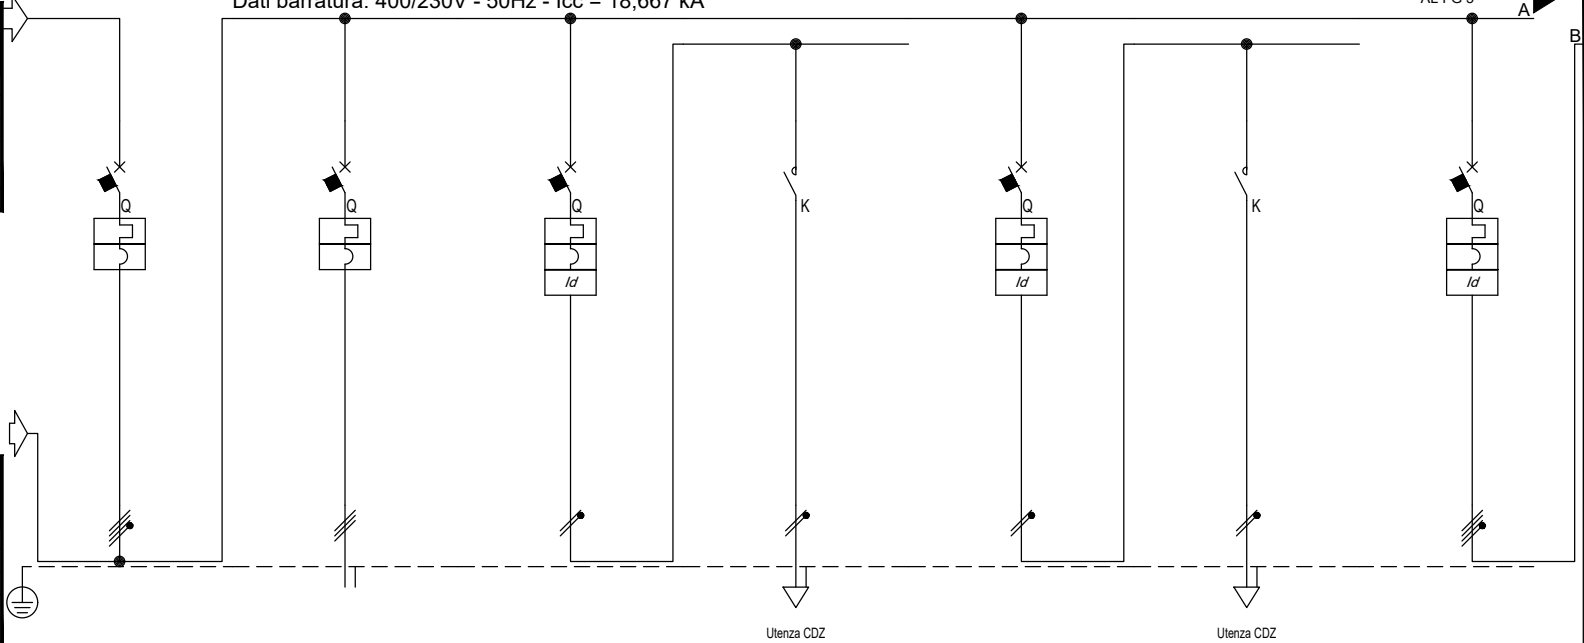 Dati barratura: 400/230V - 50Hz - Icc = 18,667 kA
A
B
Q
Q
Q
K
Q
K
Q
Id
Id
Id
Utenza CDZ
Utenza CDZ